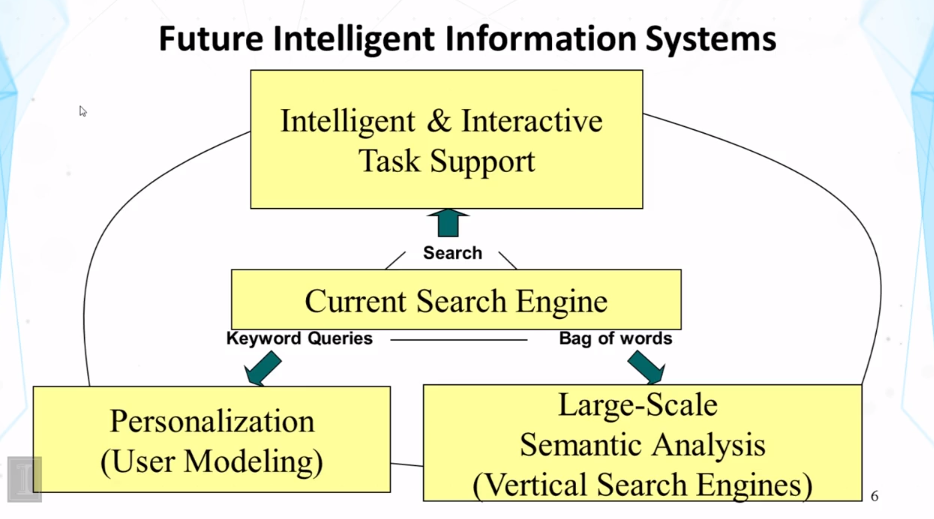 Future Intelligent Information Systems
Intelligent & Interactive
Task Support
Search
Current Search Engine
Keyword Queries
Bag of words
Personalization
(User Modeling)
Large-Scale
Semantic Analysis
(Vertical Search Engines)
I
6